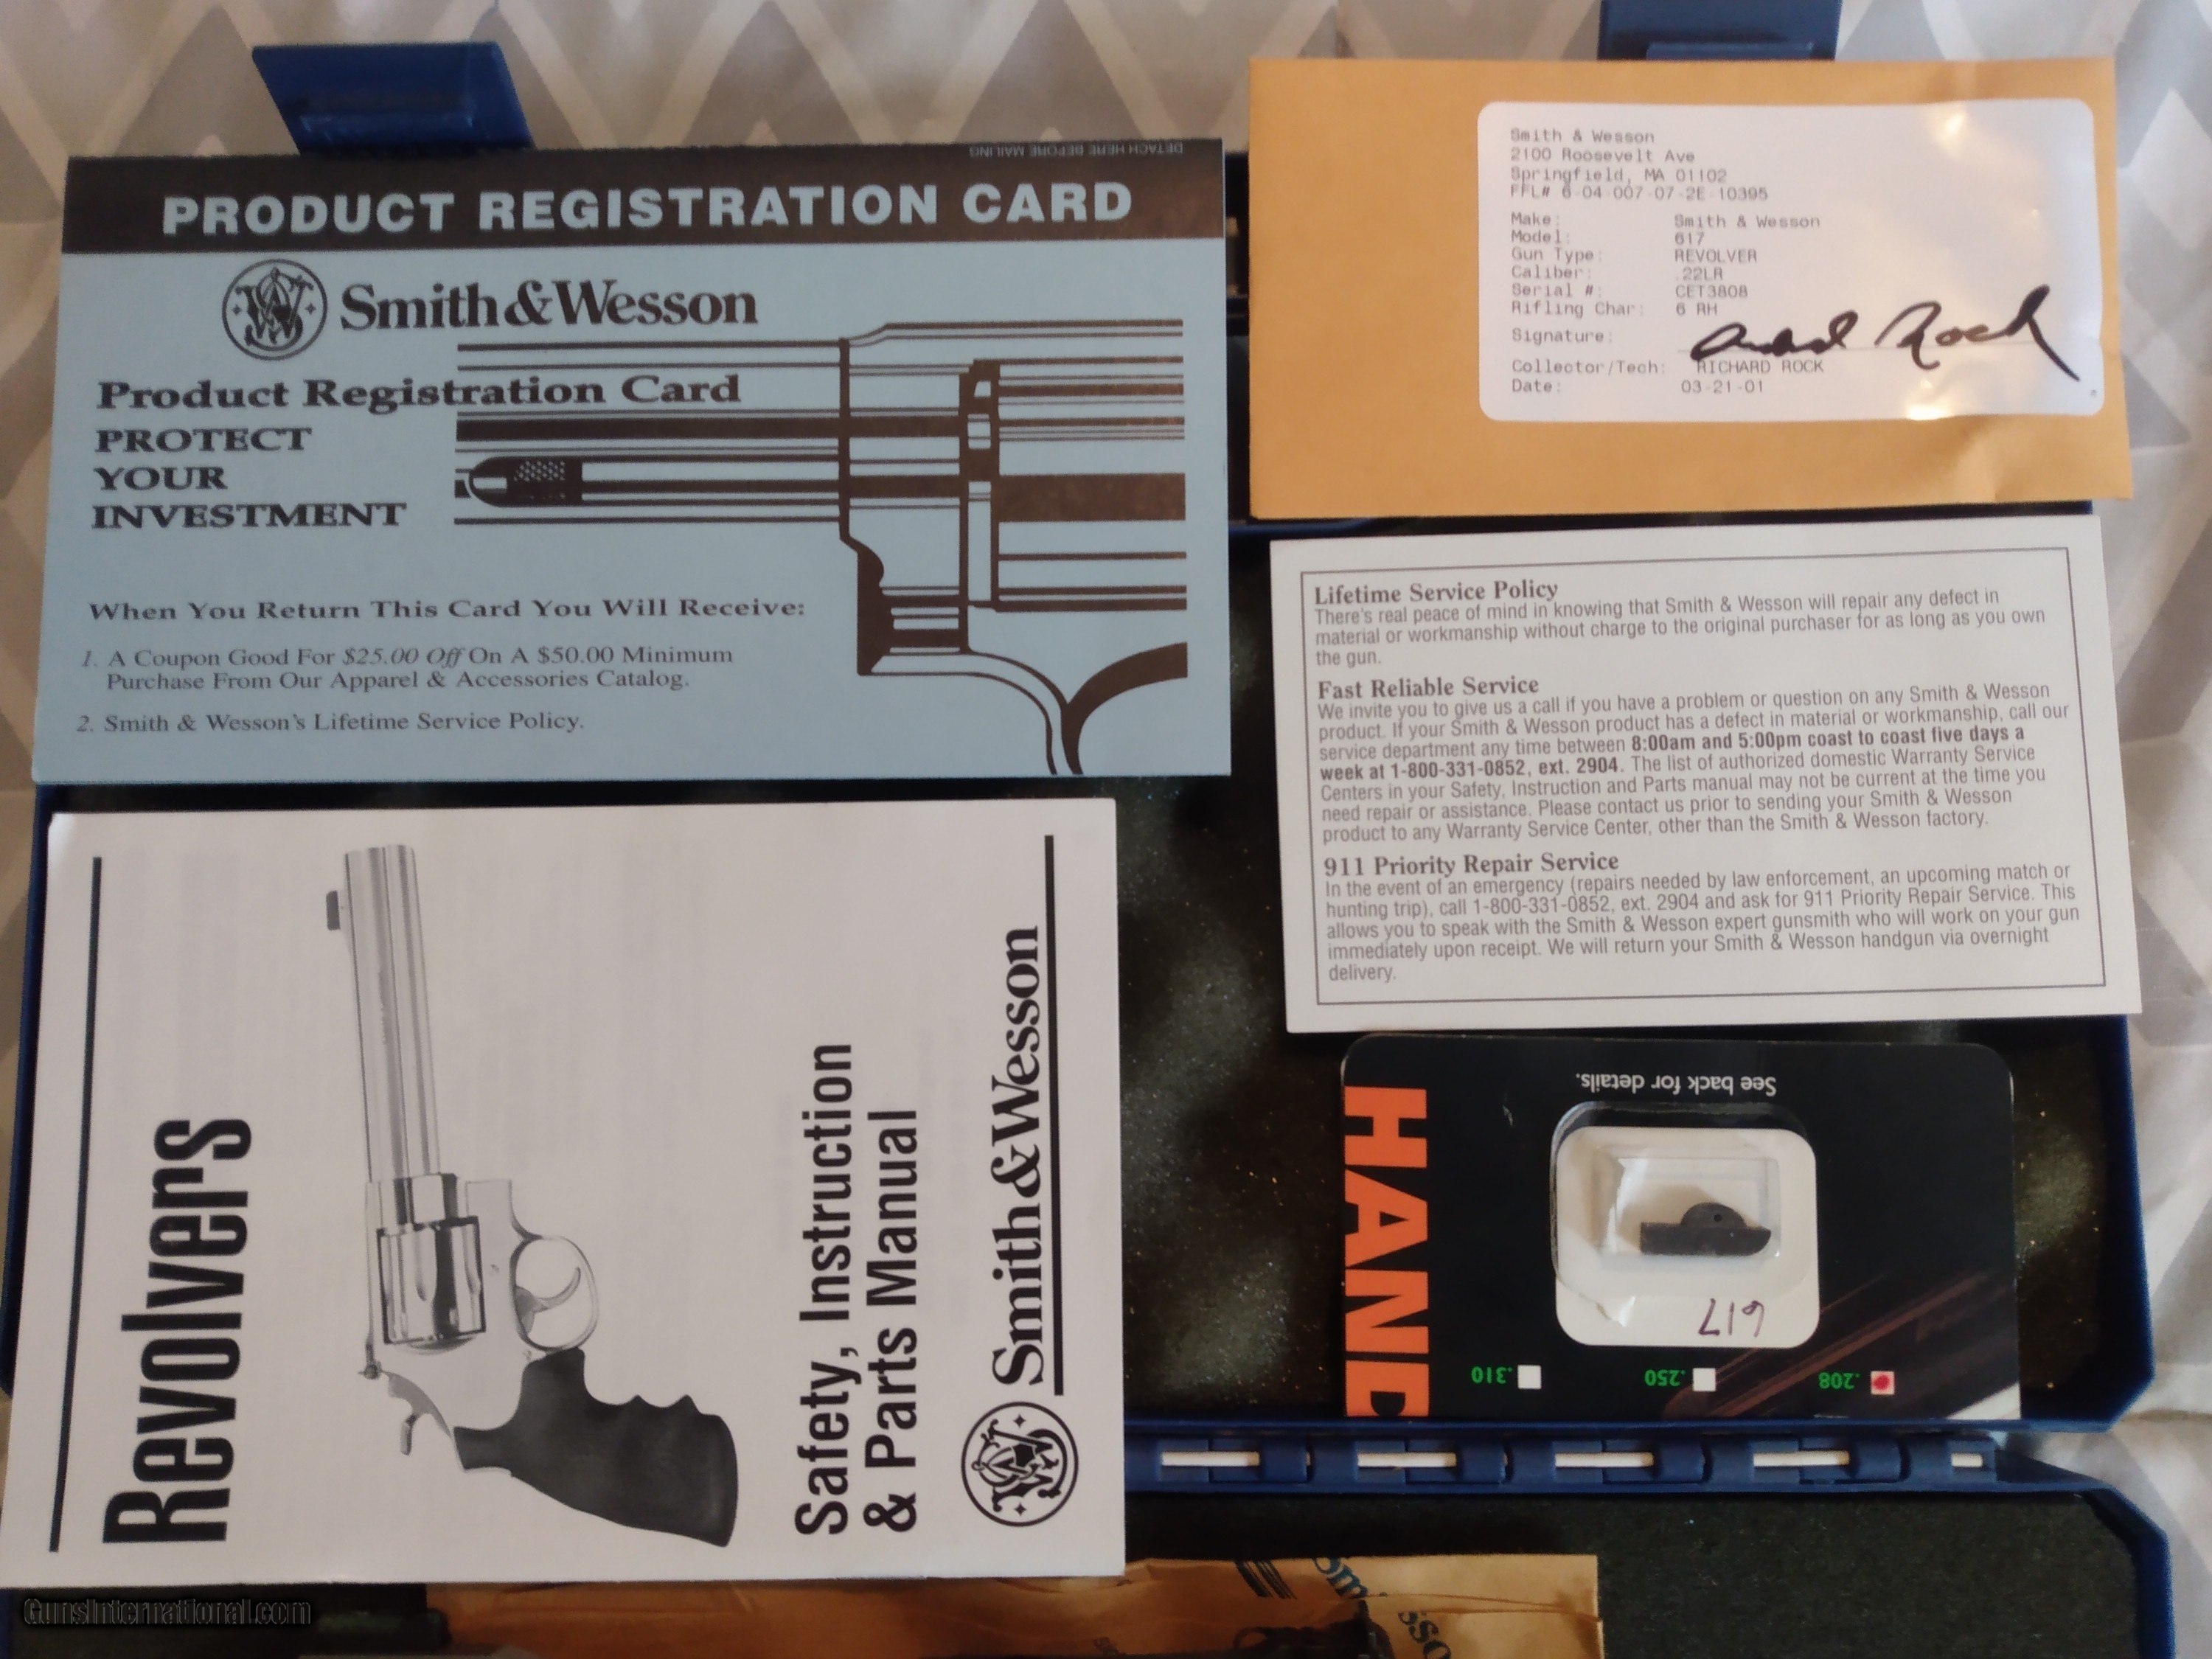 DETACH HERE BEFORE MAILING
PRODUCT REGISTRATION CARD
Smith & Wesson
Product Registration Card
PROTECT
YOUR
INVESTMENT
When You Return This Card You Will Receive:
1. A Coupon Good For $25.00 Off On A $50.00 Minimum
Purchase From Our Apparel & Accessories Catalog.
2. Smith & Wesson's Lifetime Service Policy.
Smith & Wesson
2100 Roosevelt Ave
Springfield, MA 01102
FFL# 6-04-007-07-2E-10395
Make: Smith & Wesson
Model: 617
Gun Type: REVOLVER
Caliber: .22LR
Serial #: CET3808
Rifling Char: 6 RH
Signature: Richard Rock
Collector/Tech: RICHARD ROCK
Date: 03-21-01
Lifetime Service Policy
There's real peace of mind in knowing that Smith & Wesson will repair any defect in
material or workmanship without charge to the original purchaser for as long as you own
the gun.
Fast Reliable Service
We invite you to give us a call if you have a problem or question on any Smith & Wesson
product. If your Smith & Wesson product has a defect in material or workmanship, call our
service department any time between 8:00am and 5:00pm coast to coast five days a
week at 1-800-331-0852, ext. 2904. The list of authorized domestic Warranty Service
Centers in your Safety, Instruction and Parts manual may not be current at the time you
need repair or assistance. Please contact us prior to sending your Smith & Wesson
product to any Warranty Service Center, other than the Smith & Wesson factory.
911 Priority Repair Service
In the event of an emergency (repairs needed by law enforcement, an upcoming match or
hunting trip), call 1-800-331-0852, ext. 2904 and ask for 911 Priority Repair Service. This
allows you to speak with the Smith & Wesson expert gunsmith who will work on your gun
immediately upon receipt. We will return your Smith & Wesson handgun via overnight
delivery.
Revolvers
Safety, Instruction
& Parts Manual
Smith & Wesson
See back for details.
HAND
617
.208
.250
.310
GunsInternational.com